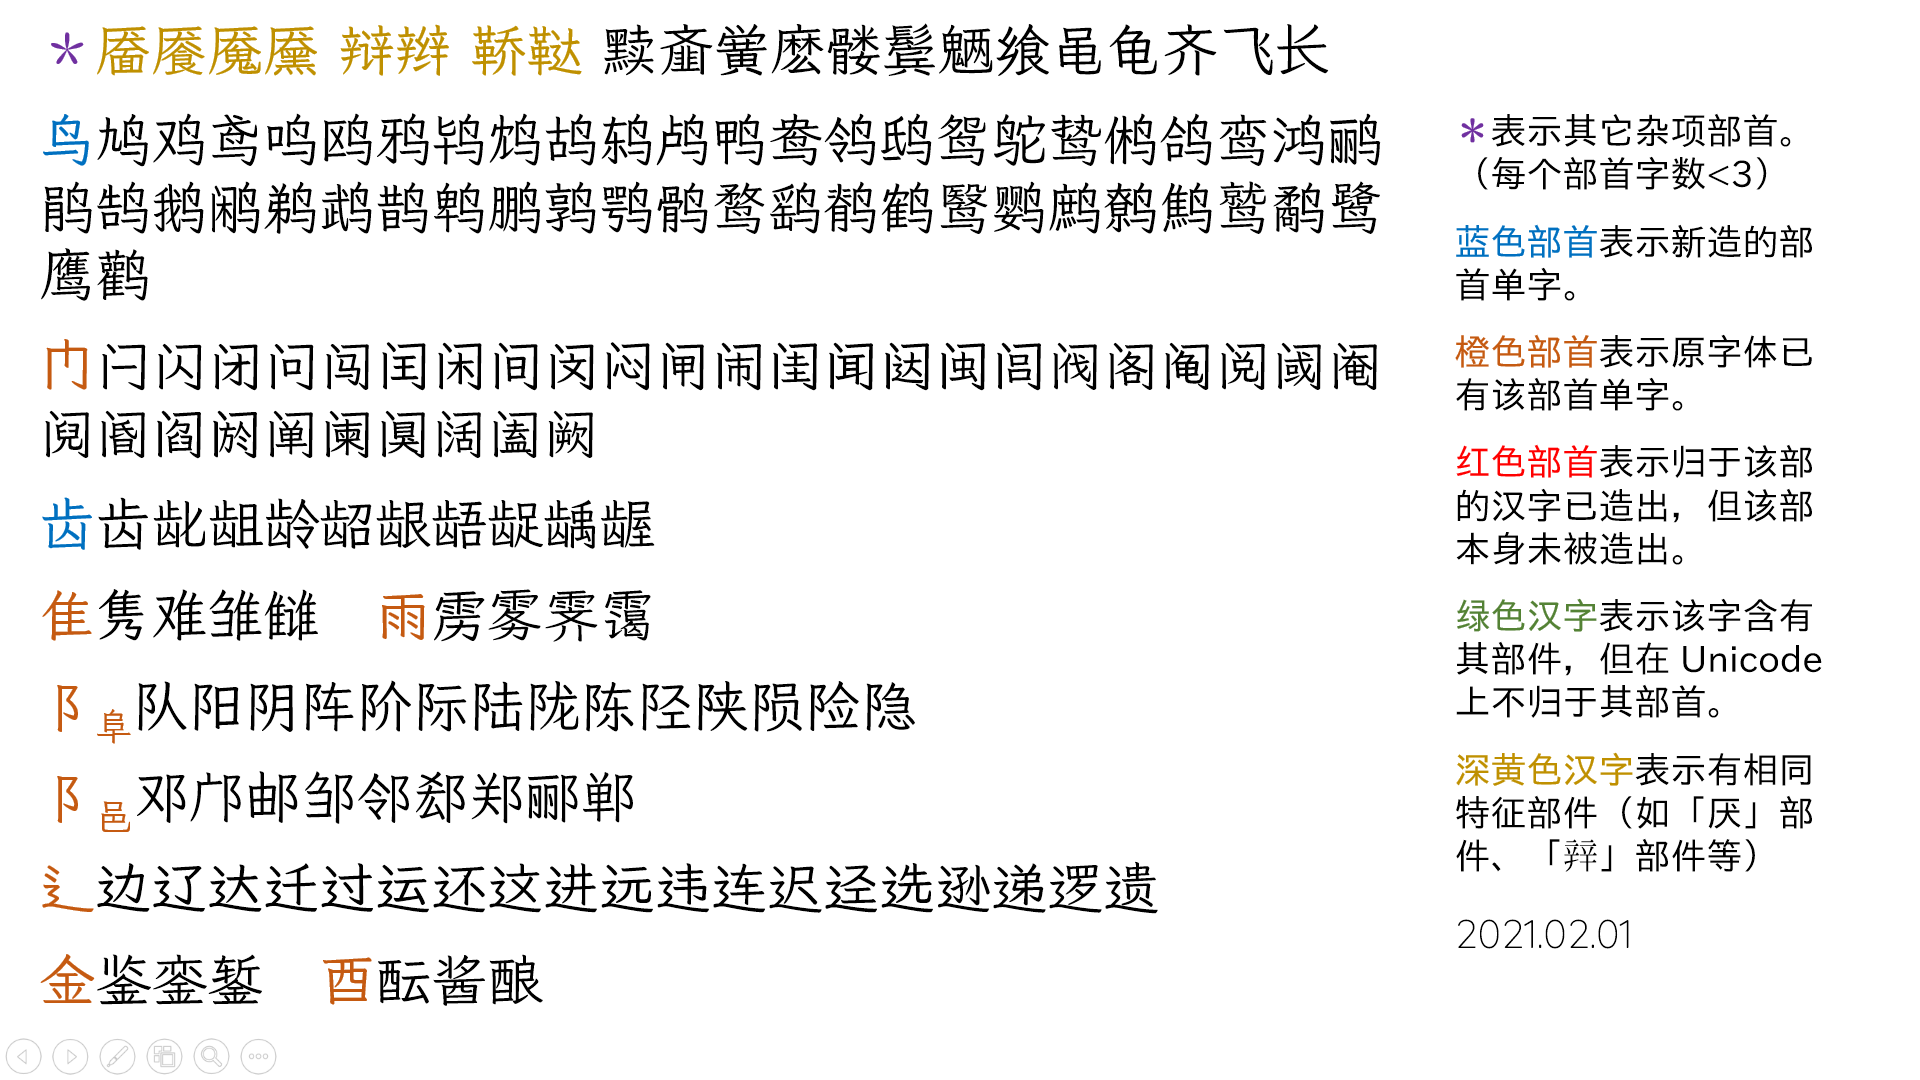 ＊靥餍魇黡 辩辫 鞒鞑 黩齑黉麽髅鬓魉飨黾龟齐飞长
鸟鸠鸡鸢鸣鸥鸦鸨鸩鸪鸫鸬鸭鸯鸰鸱鸳鸵鸷鸺鸽鸾鸿鹂
鹃鹄鹅鹇鹈鹉鹊鹎鹏鹑鹗鹘鹜鹞鹡鹤鹥鹦鹧鹩鹪鹫鹬鹭
鹰鹳
门闩闪闭问闯闰闲间闵闷闸闹闺闻闼闽闾阀阁阄阅阈阉
阋阍阎阏阐阑阒阔阖阙
齿齿龀龃龄龆龈龉龊龋龌
隹隽难雏雠 雨雳雾霁霭
阝阜队阳阴阵阶际陆陇陈陉陕陨险隐
阝邑邓邝邮邹邻郄郑郦郸
辶边辽达迁过运还这进远违连迟迳选逊递逻遗
金鉴銮錾 酉酝酱酿
＊表示其它杂项部首。
（每个部首字数<3）
蓝色部首表示新造的部
首单字。
橙色部首表示原字体已
有该部首单字。
红色部首表示归于该部
的汉字已造出，但该部
本身未被造出。
绿色汉字表示该字含有
其部件，但在 Unicode
上不归于其部首。
深黄色汉字表示有相同
特征部件（如「厌」部
件、「辡」部件等）
2021.02.01